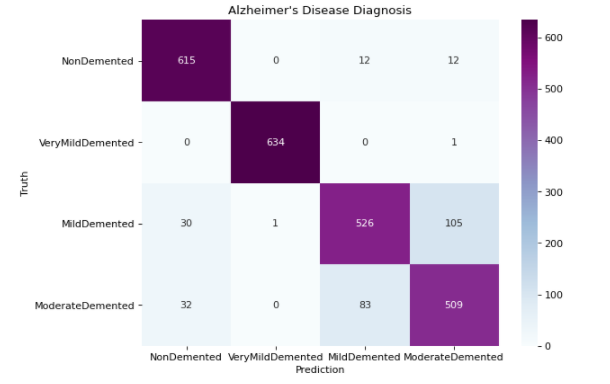 Alzheimer's Disease Diagnosis
NonDemented 615 0 12 12
VeryMildDemented 0 634 0 1
MildDemented 30 1 526 105
ModerateDemented 32 0 83 509
NonDemented VeryMildDemented MildDemented ModerateDemented
Prediction
Truth
600
500
400
300
200
100
0